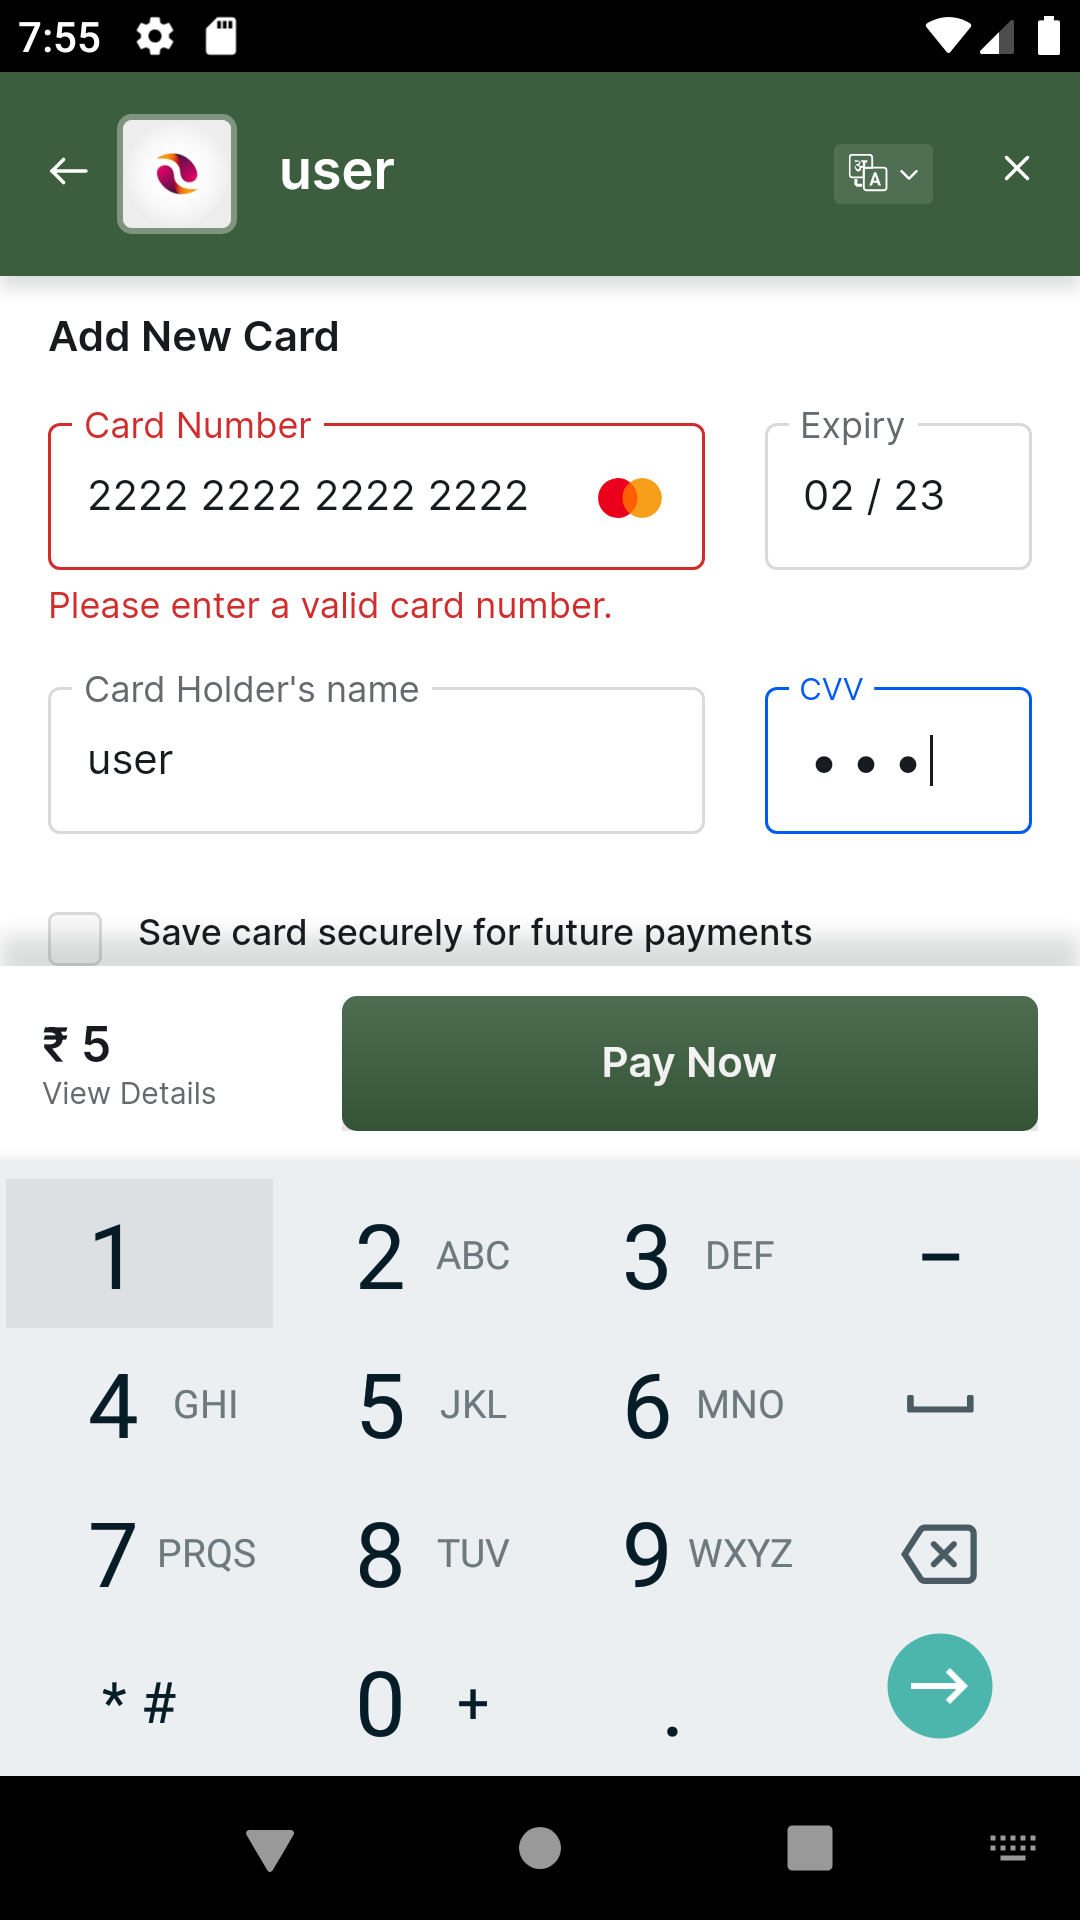 7:55
user
Add New Card
Card Number
2222 2222 2222 2222
Expiry
02 / 23
Please enter a valid card number.
Card Holder's name
user
CVV
Save card securely for future payments
₹ 5
View Details
Pay Now
1
2 ABC
3 DEF
–
4 GHI
5 JKL
6 MNO
7 PRQS
8 TUV
9 WXYZ
* #
0 +
.